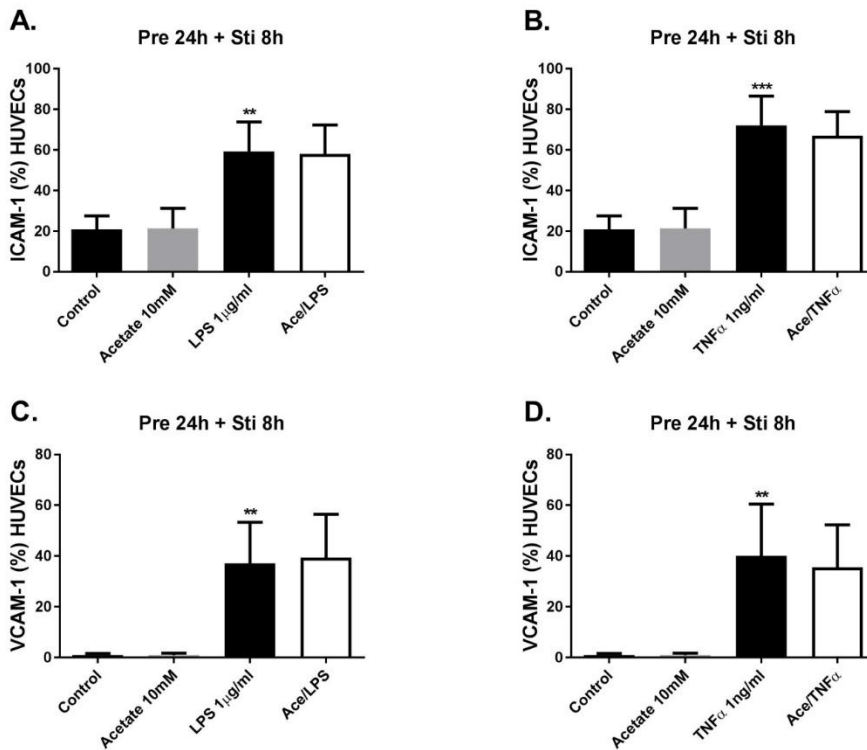 A.
Pre 24h + Sti 8h
ICAM-1 (%) HUVECs
100
80
60
40
20
0
**
Control
Acetate 10mM
LPS 1μg/ml
Ace/LPS
B.
Pre 24h + Sti 8h
ICAM-1 (%) HUVECs
100
80
60
40
20
0
***
Control
Acetate 10mM
TNFα 1ng/ml
Ace/TNFα
C.
Pre 24h + Sti 8h
VCAM-1 (%) HUVECs
80
60
40
20
0
**
Control
Acetate 10mM
LPS 1μg/ml
Ace/LPS
D.
Pre 24h + Sti 8h
VCAM-1 (%) HUVECs
80
60
40
20
0
**
Control
Acetate 10mM
TNFα 1ng/ml
Ace/TNFα